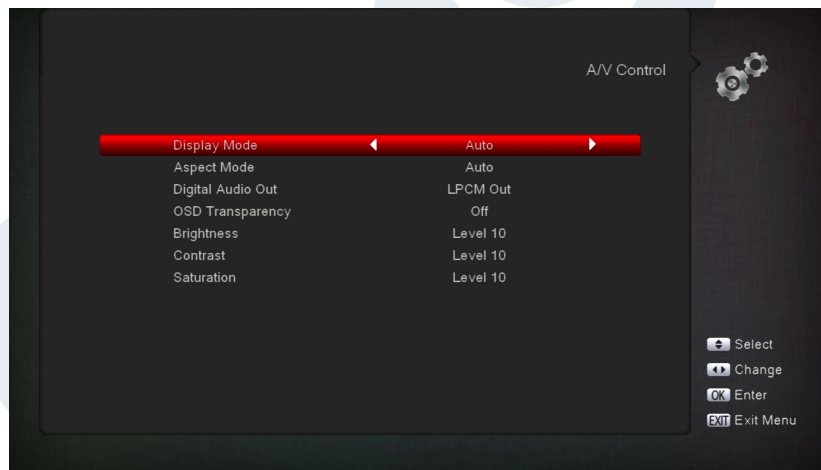 A/V Control
Display Mode Auto
Aspect Mode Auto
Digital Audio Out LPCM Out
OSD Transparency Off
Brightness Level 10
Contrast Level 10
Saturation Level 10
Select
Change
OK Enter
EXIT Exit Menu